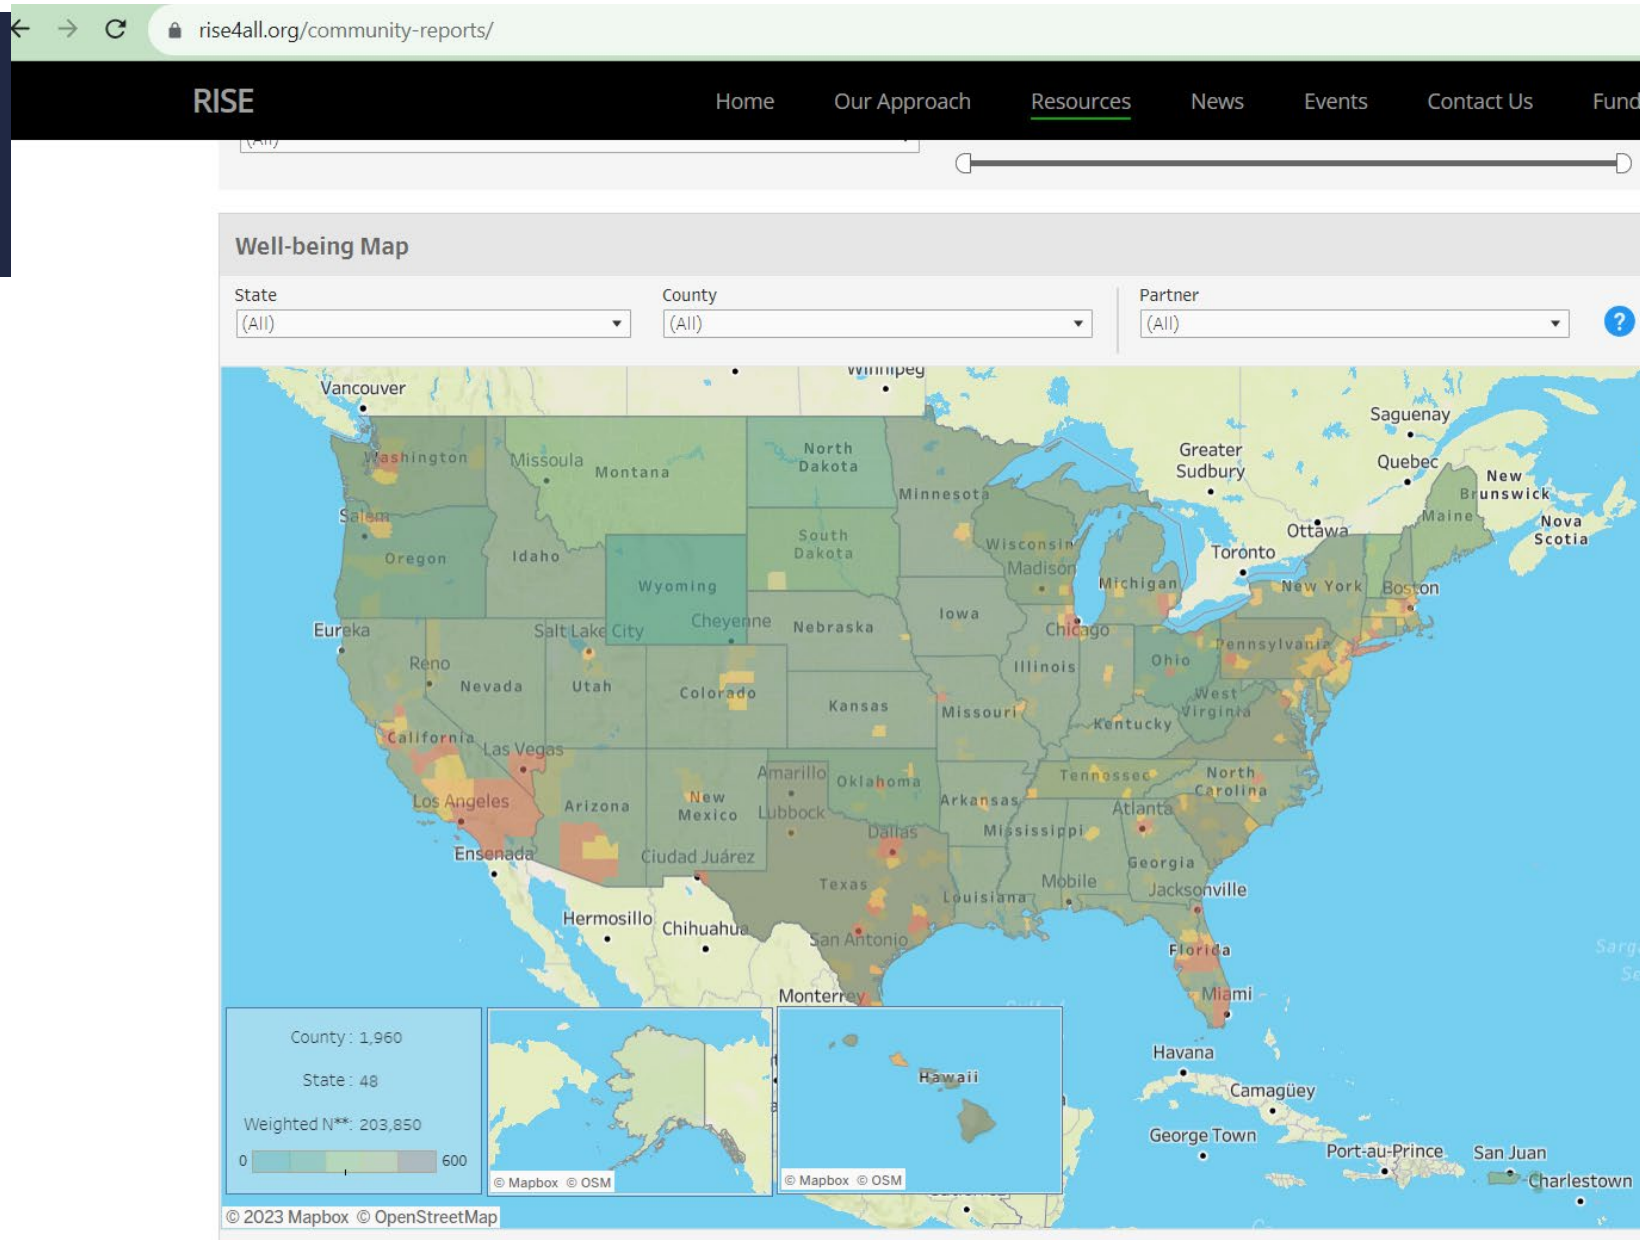 rise4all.org/community-reports/
RISE
Home Our Approach Resources News Events Contact Us Fund
(All)
Well-being Map
State County Partner
(All) (All) (All) ?
Winnipeg
Vancouver
Saguenay
Greater
Sudbury
Quebec
New
Brunswick
Washington
Missoula
Montana
North
Dakota
Minnesota
Maine
Nova
Scotia
Salem
Ottawa
Oregon
Idaho
South
Dakota
Wisconsin
Madison
Toronto
Michigan
New York
Boston
Wyoming
Eureka
Salt Lake City
Cheyenne
Nebraska
Iowa
Chicago
Reno
Nevada
Utah
Colorado
Illinois
Ohio
Pennsylvania
Kansas
Missouri
West
Virginia
Kentucky
California
Las Vegas
Amarillo
Oklahoma
Tennessee
North
Carolina
Los Angeles
Arizona
New
Mexico
Lubbock
Arkansas
Atlanta
Dallas
Mississippi
Ensenada
Ciudad Juárez
Georgia
Texas
Louisiana
Mobile
Jacksonville
Hermosillo
Chihuahua
San Antonio
Florida
Monterrey
Miami
County : 1,960
State : 48
Weighted N**: 203,850
0 600
© Mapbox © OSM
Hawaii
© Mapbox © OSM
Havana
Camagüey
George Town
Port-au-Prince
San Juan
Charlestown
© 2023 Mapbox © OpenStreetMap